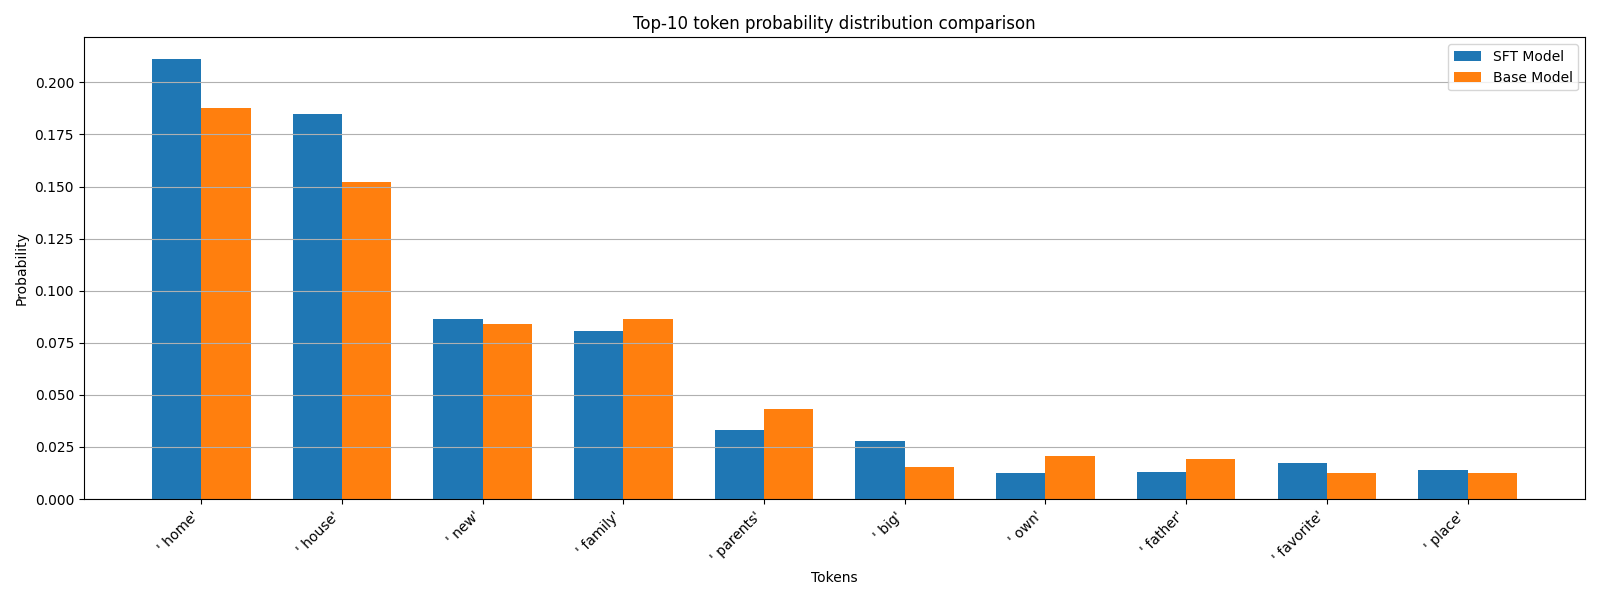 Top-10 token probability distribution comparison
SFT Model
Base Model
Probability
0.200
0.175
0.150
0.125
0.100
0.075
0.050
0.025
0.000
' home'
' house'
' new'
' family'
' parents'
' big'
' own'
' father'
' favorite'
' place'
Tokens